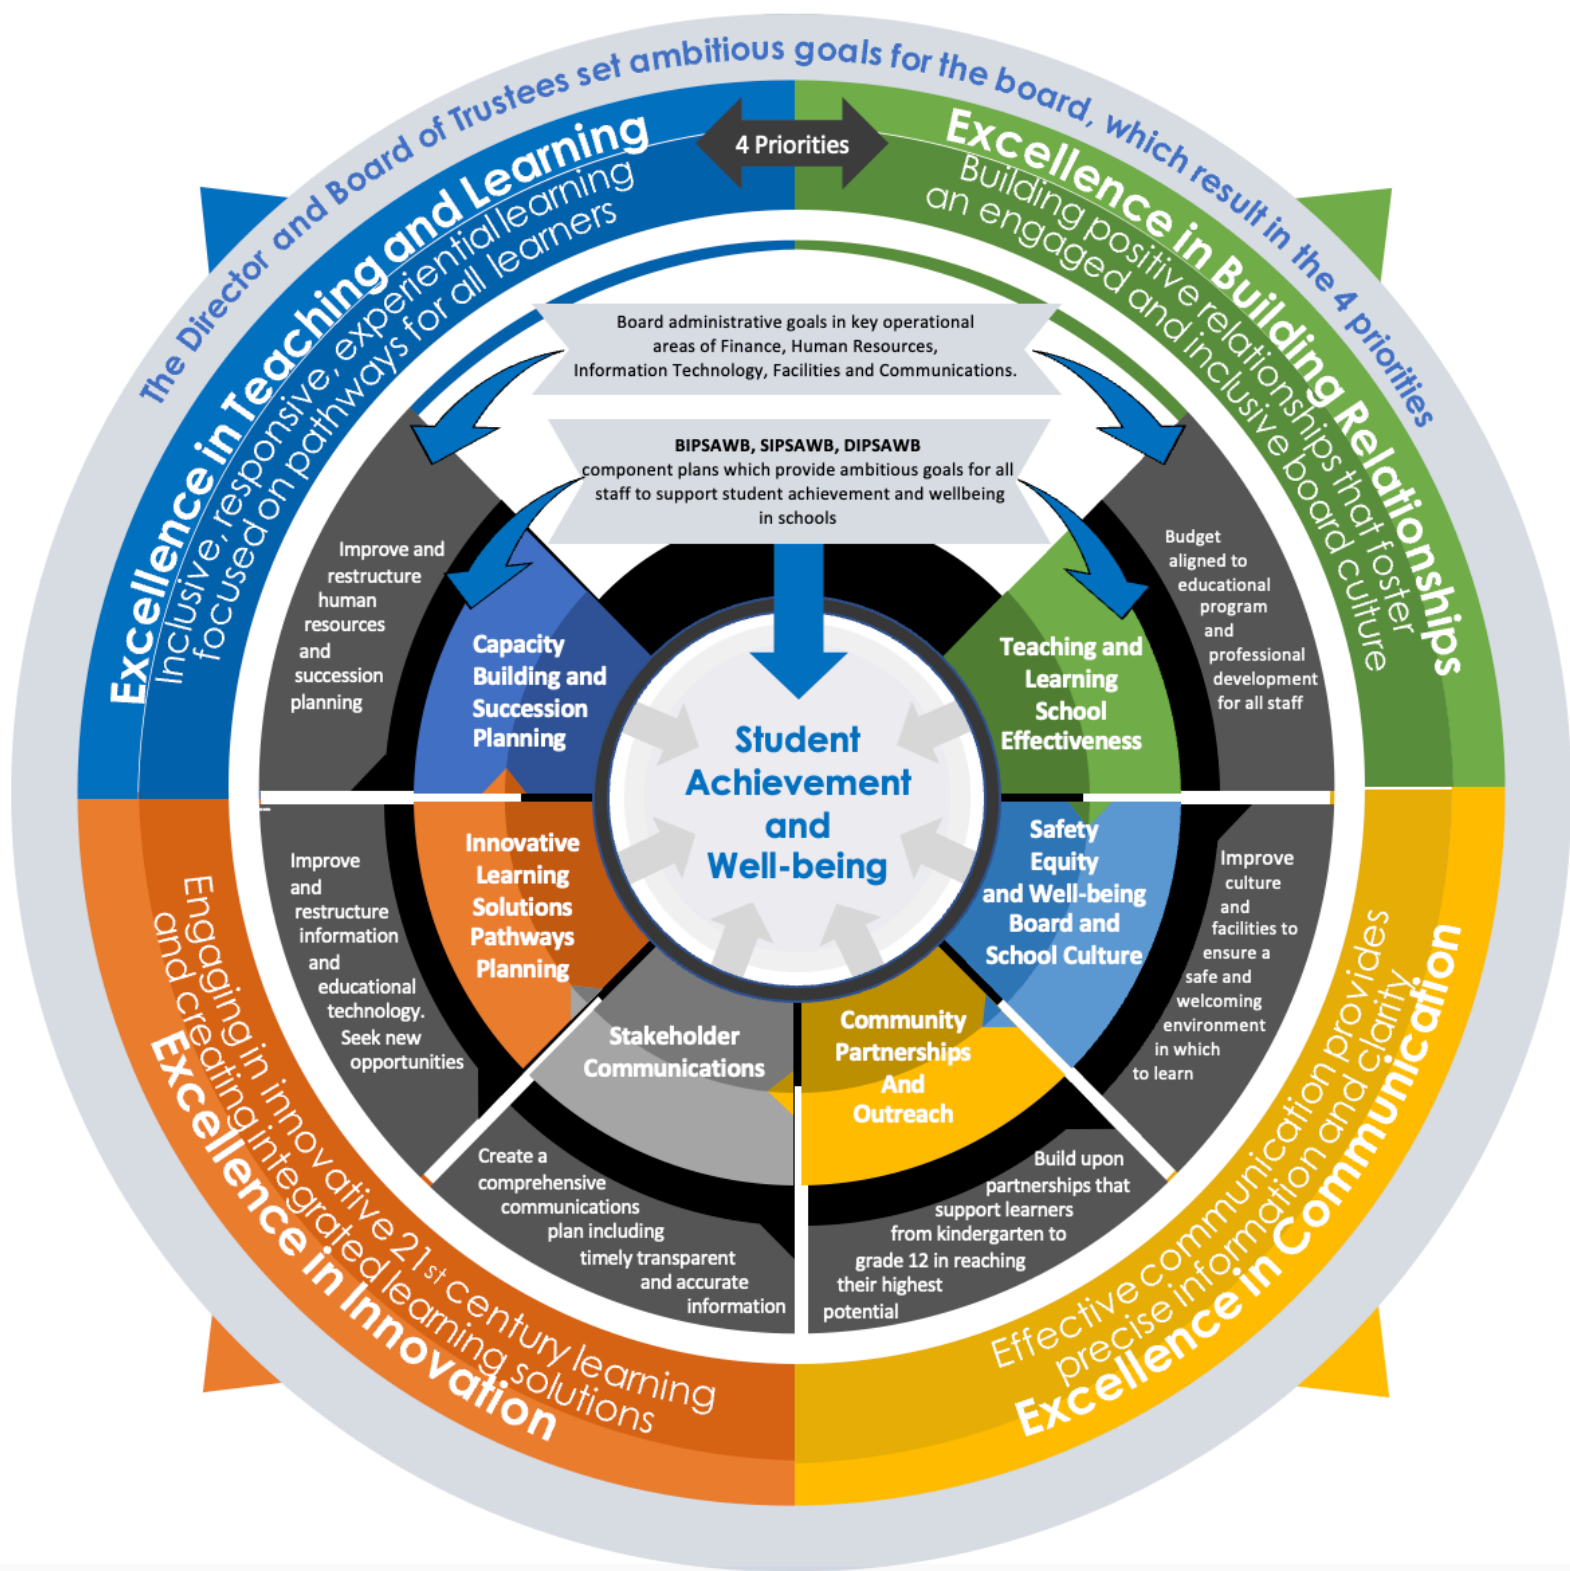 The Director and Board of Trustees set ambitious goals for the board, which result in the 4 priorities
4 Priorities
Excellence in Teaching and Learning
Inclusive, responsive, experiential learning
focused on pathways for all learners
Excellence in Building Relationships
Building positive relationships that foster
an engaged and inclusive board culture
Board administrative goals in key operational
areas of Finance, Human Resources,
Information Technology, Facilities and Communications.
BIPSAWB, SIPSAWB, DIPSAWB
component plans which provide ambitious goals for all
staff to support student achievement and wellbeing
in schools
Improve and
restructure
human
resources
and
succession
planning
Capacity
Building and
Succession
Planning
Teaching and
Learning
School
Effectiveness
Budget
aligned to
educational
program
and
professional
development
for all staff
Student
Achievement
and
Well-being
Improve
and
restructure
information
and
educational
technology.
Seek new
opportunities
Innovative
Learning
Solutions
Pathways
Planning
Safety
Equity
and Well-being
Board and
School Culture
Improve
culture
and
facilities to
ensure a
safe and
welcoming
environment
in which
to learn
Stakeholder
Communications
Community
Partnerships
And
Outreach
Create a
comprehensive
communications
plan including
timely transparent
and accurate
information
Build upon
partnerships that
support learners
from kindergarten to
grade 12 in reaching
their highest
potential
Engaging in innovative 21st century learning
and creating integrated learning solutions
Excellence in Innovation
Effective communication provides
precise information and clarity
Excellence in Communication